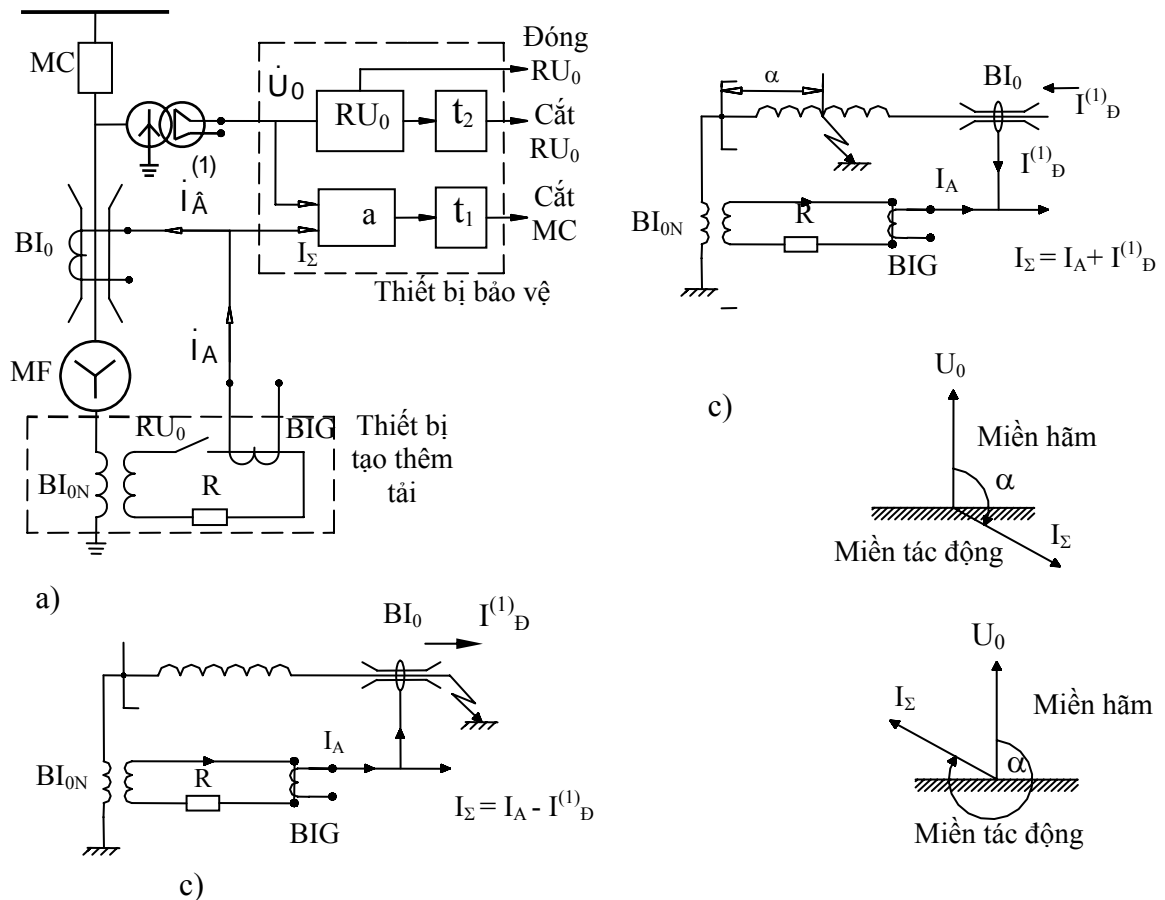 MC
U̇0
RU0
t2
Đóng
RU0
Cắt
RU0
(1)
i Â
a
t1
Cắt
MC
BI0
IΣ
Thiết bị bảo vệ
i A
MF
RU0
BIG
Thiết bị
tạo thêm
tải
BI0N
R
a)
α
BI0
I(1)Đ
I(1)Đ
IA
R
BI0N
BIG
IΣ = IA+ I(1)Đ
c)
U0
Miền hãm
α
IΣ
Miền tác động
BI0
I(1)Đ
IA
BI0N
R
BIG
IΣ = IA - I(1)Đ
c)
U0
IΣ
Miền hãm
α
Miền tác động